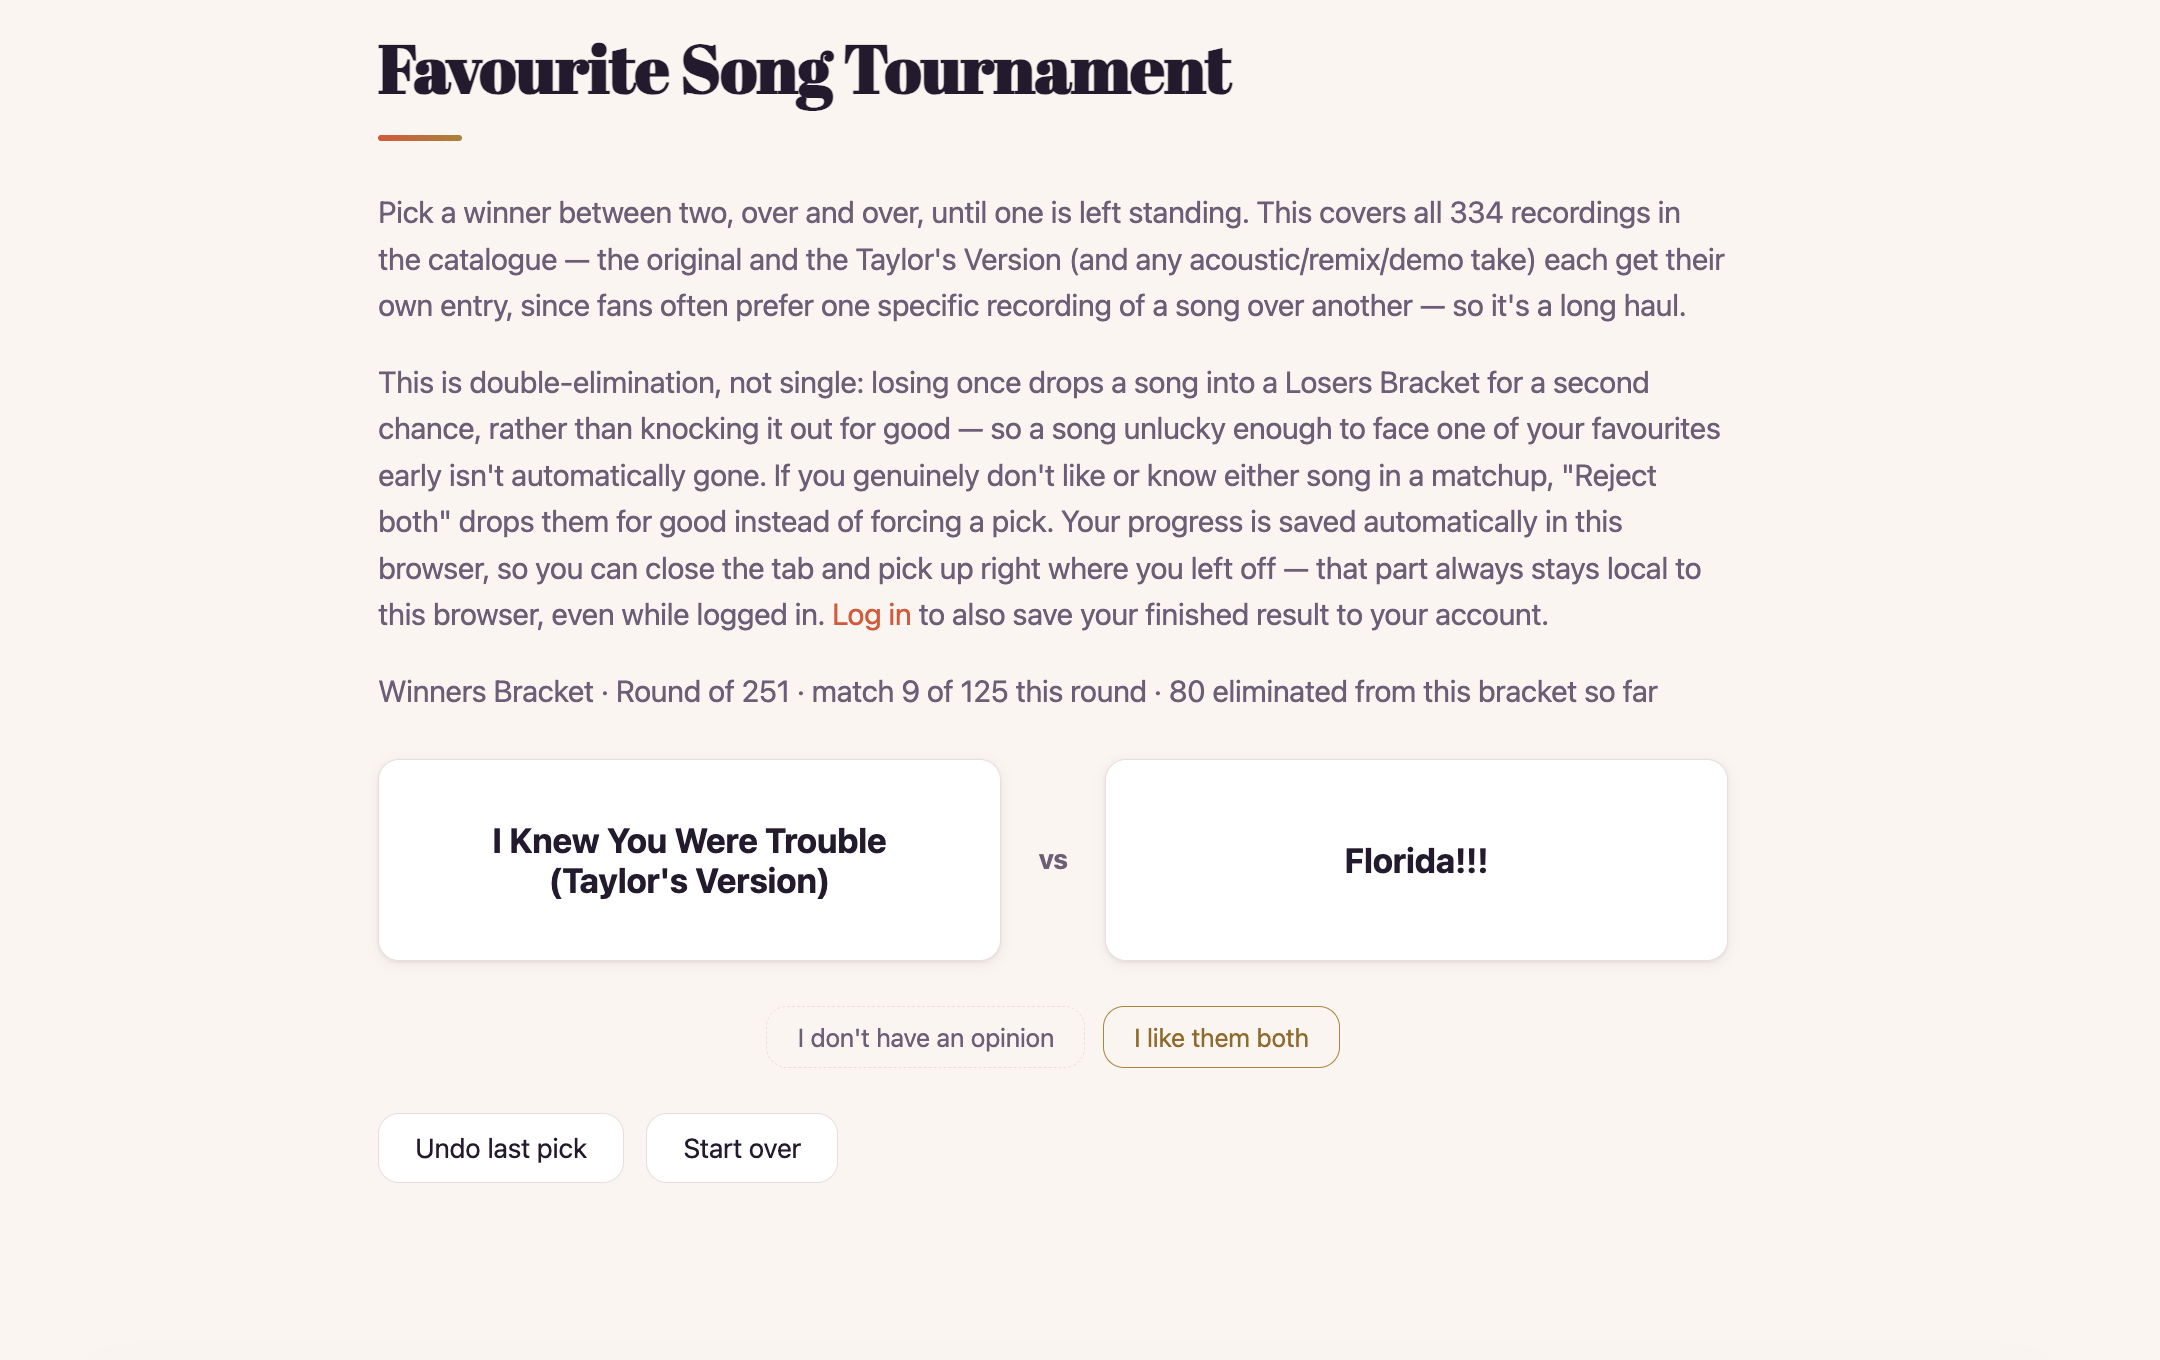 Favourite Song Tournament
Pick a winner between two, over and over, until one is left standing. This covers all 334 recordings in
the catalogue — the original and the Taylor's Version (and any acoustic/remix/demo take) each get their
own entry, since fans often prefer one specific recording of a song over another — so it's a long haul.
This is double-elimination, not single: losing once drops a song into a Losers Bracket for a second
chance, rather than knocking it out for good — so a song unlucky enough to face one of your favourites
early isn't automatically gone. If you genuinely don't like or know either song in a matchup, "Reject
both" drops them for good instead of forcing a pick. Your progress is saved automatically in this
browser, so you can close the tab and pick up right where you left off — that part always stays local to
this browser, even while logged in. Log in to also save your finished result to your account.
Winners Bracket · Round of 251 · match 9 of 125 this round · 80 eliminated from this bracket so far
I Knew You Were Trouble
(Taylor's Version)
vs
Florida!!!
I don't have an opinion
I like them both
Undo last pick
Start over